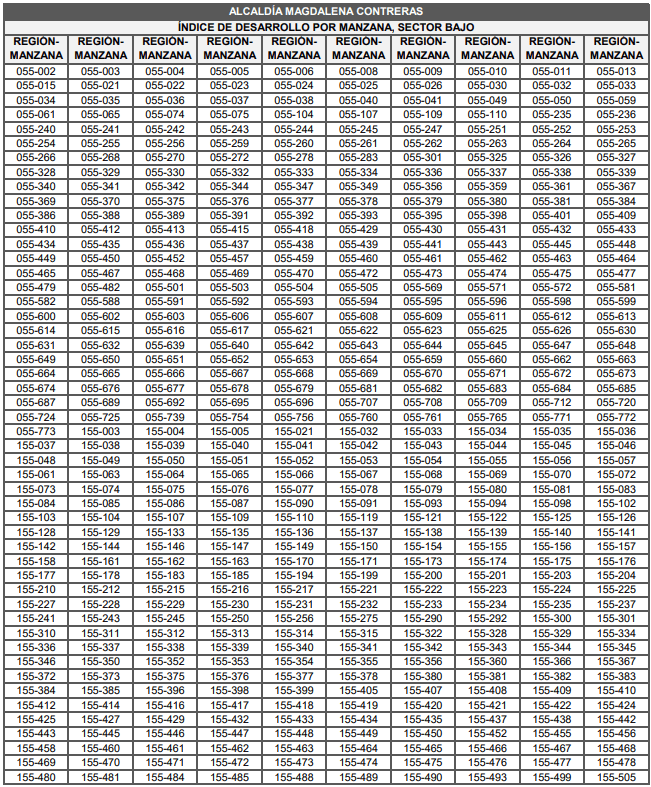 ALCALDÍA MAGDALENA CONTRERAS
ÍNDICE DE DESARROLLO POR MANZANA, SECTOR BAJO
REGIÓN-MANZANA REGIÓN-MANZANA REGIÓN-MANZANA REGIÓN-MANZANA REGIÓN-MANZANA REGIÓN-MANZANA REGIÓN-MANZANA REGIÓN-MANZANA REGIÓN-MANZANA REGIÓN-MANZANA
055-002 055-003 055-004 055-005 055-006 055-008 055-009 055-010 055-011 055-013
055-015 055-021 055-022 055-023 055-024 055-025 055-026 055-030 055-032 055-033
055-034 055-035 055-036 055-037 055-038 055-040 055-041 055-049 055-050 055-059
055-061 055-065 055-074 055-075 055-104 055-107 055-109 055-110 055-235 055-236
055-240 055-241 055-242 055-243 055-244 055-245 055-247 055-251 055-252 055-253
055-254 055-255 055-256 055-259 055-260 055-261 055-262 055-263 055-264 055-265
055-266 055-268 055-270 055-272 055-278 055-283 055-301 055-325 055-326 055-327
055-328 055-329 055-330 055-332 055-333 055-334 055-336 055-337 055-338 055-339
055-340 055-341 055-342 055-344 055-347 055-349 055-356 055-359 055-361 055-367
055-369 055-370 055-375 055-376 055-377 055-378 055-379 055-380 055-381 055-384
055-386 055-388 055-389 055-391 055-392 055-393 055-395 055-398 055-401 055-409
055-410 055-412 055-413 055-415 055-418 055-429 055-430 055-431 055-432 055-433
055-434 055-435 055-436 055-437 055-438 055-439 055-441 055-443 055-445 055-448
055-449 055-450 055-452 055-457 055-459 055-460 055-461 055-462 055-463 055-464
055-465 055-467 055-468 055-469 055-470 055-472 055-473 055-474 055-475 055-477
055-479 055-482 055-501 055-503 055-504 055-505 055-569 055-571 055-572 055-581
055-582 055-588 055-591 055-592 055-593 055-594 055-595 055-596 055-598 055-599
055-600 055-602 055-603 055-606 055-607 055-608 055-609 055-611 055-612 055-613
055-614 055-615 055-616 055-617 055-621 055-622 055-623 055-625 055-626 055-630
055-631 055-632 055-639 055-640 055-642 055-643 055-644 055-645 055-647 055-648
055-649 055-650 055-651 055-652 055-653 055-654 055-659 055-660 055-662 055-663
055-664 055-665 055-666 055-667 055-668 055-669 055-670 055-671 055-672 055-673
055-674 055-676 055-677 055-678 055-679 055-681 055-682 055-683 055-684 055-685
055-687 055-689 055-692 055-695 055-696 055-707 055-708 055-709 055-712 055-720
055-724 055-725 055-739 055-754 055-756 055-760 055-761 055-765 055-771 055-772
055-773 155-003 155-004 155-005 155-021 155-032 155-033 155-034 155-035 155-036
155-037 155-038 155-039 155-040 155-041 155-042 155-043 155-044 155-045 155-046
155-048 155-049 155-050 155-051 155-052 155-053 155-054 155-055 155-056 155-057
155-061 155-063 155-064 155-065 155-066 155-067 155-068 155-069 155-070 155-072
155-073 155-074 155-075 155-076 155-077 155-078 155-079 155-080 155-081 155-083
155-084 155-085 155-086 155-087 155-090 155-091 155-093 155-094 155-098 155-102
155-103 155-104 155-107 155-109 155-110 155-119 155-121 155-122 155-125 155-126
155-128 155-129 155-133 155-135 155-136 155-137 155-138 155-139 155-140 155-141
155-142 155-144 155-146 155-147 155-149 155-150 155-154 155-155 155-156 155-157
155-158 155-161 155-162 155-163 155-170 155-171 155-173 155-174 155-175 155-176
155-177 155-178 155-183 155-185 155-194 155-199 155-200 155-201 155-203 155-204
155-210 155-212 155-215 155-216 155-217 155-221 155-222 155-223 155-224 155-225
155-227 155-228 155-229 155-230 155-231 155-232 155-233 155-234 155-235 155-237
155-241 155-243 155-245 155-250 155-256 155-275 155-290 155-292 155-300 155-301
155-310 155-311 155-312 155-313 155-314 155-315 155-322 155-328 155-329 155-334
155-336 155-337 155-338 155-339 155-340 155-341 155-342 155-343 155-344 155-345
155-346 155-350 155-352 155-353 155-354 155-355 155-356 155-360 155-366 155-367
155-372 155-373 155-375 155-376 155-377 155-378 155-380 155-381 155-382 155-383
155-384 155-385 155-396 155-398 155-399 155-405 155-407 155-408 155-409 155-410
155-412 155-414 155-416 155-417 155-418 155-419 155-420 155-421 155-422 155-424
155-425 155-427 155-429 155-432 155-433 155-434 155-435 155-437 155-438 155-442
155-443 155-445 155-446 155-447 155-448 155-449 155-450 155-452 155-455 155-456
155-458 155-460 155-461 155-462 155-463 155-464 155-465 155-466 155-467 155-468
155-469 155-470 155-471 155-472 155-473 155-474 155-475 155-476 155-477 155-478
155-480 155-481 155-484 155-485 155-488 155-489 155-490 155-493 155-499 155-505